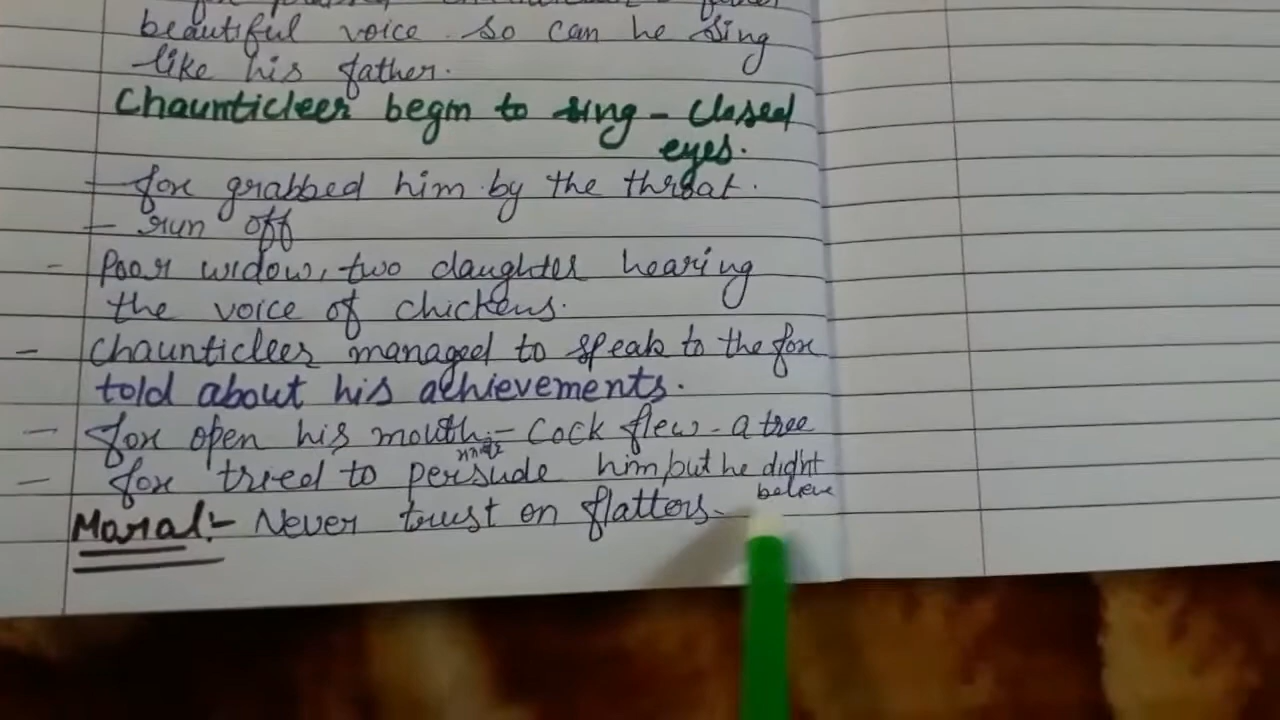 beautiful voice. so can he sing
like his father.
Chaunticleer begin to sing - Closed
eyes.
- fox grabbed him by the throat.
- run off
- Poor widow, two daughter hearing
the voice of chickens.
- Chaunticleer managed to speak to the fox
told about his achievements.
- fox open his mouth - Cock flew - a tree
- fox tried to persude him but he didn't
believe
Moral:- Never trust on flatters.